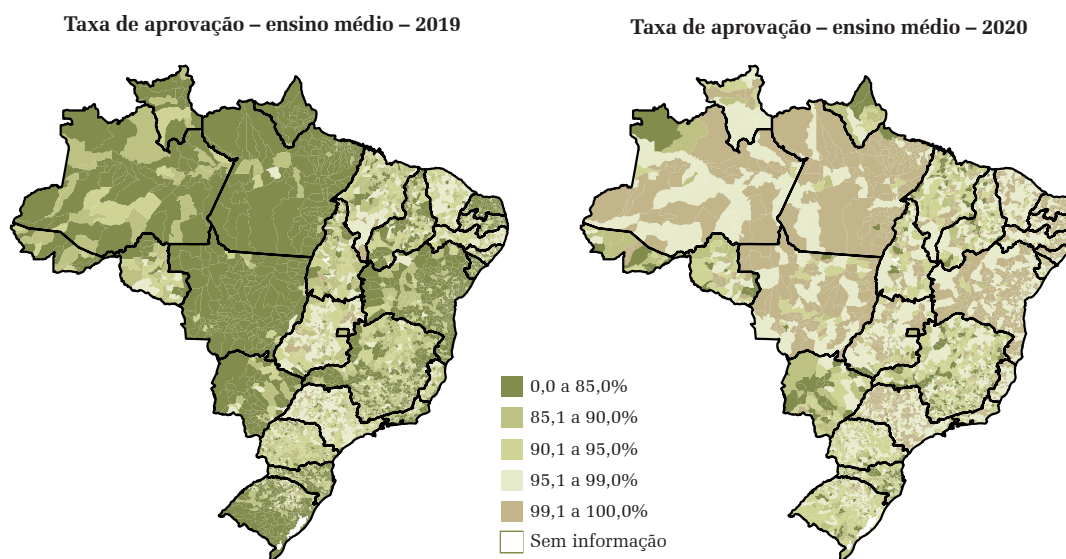 Taxa de aprovação – ensino médio – 2019
Taxa de aprovação – ensino médio – 2020
0,0 a 85,0%
85,1 a 90,0%
90,1 a 95,0%
95,1 a 99,0%
99,1 a 100,0%
Sem informação